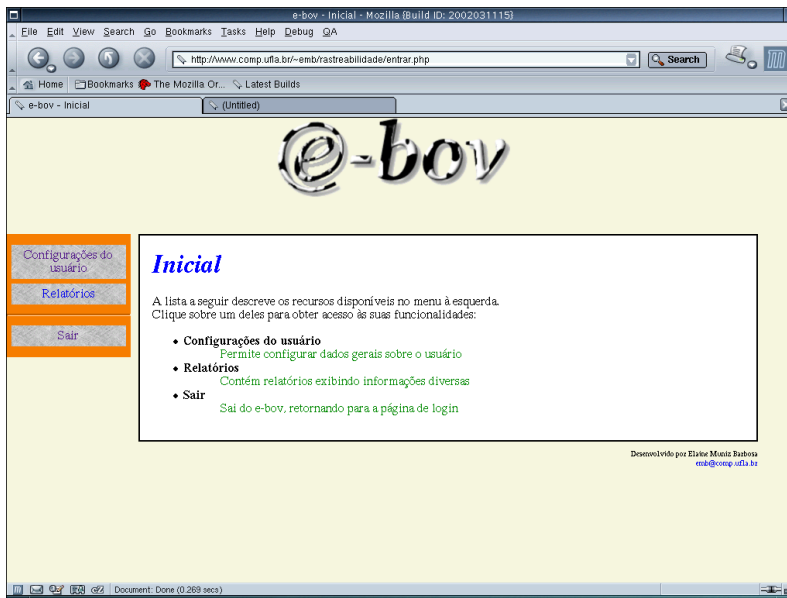 e-bov - Inicial - Mozilla {Build ID: 2002031115}
File Edit View Search Go Bookmarks Tasks Help Debug QA
http://www.comp.ufla.br/~emb/rastreabilidade/entrar.php
Search
Home Bookmarks The Mozilla Or... Latest Builds
e-bov - Inicial
(Untitled)
e-bov
Configurações do
usuário
Relatórios
Sair
Inicial
A lista a seguir descreve os recursos disponíveis no menu à esquerda.
Clique sobre um deles para obter acesso às suas funcionalidades:
• Configurações do usuário
Permite configurar dados gerais sobre o usuário
• Relatórios
Contém relatórios exibindo informações diversas
• Sair
Sai do e-bov, retornando para a página de login
Desenvolvido por Elaine Muniz Barbosa
emb@comp.ufla.br
Document: Done (0.269 secs)